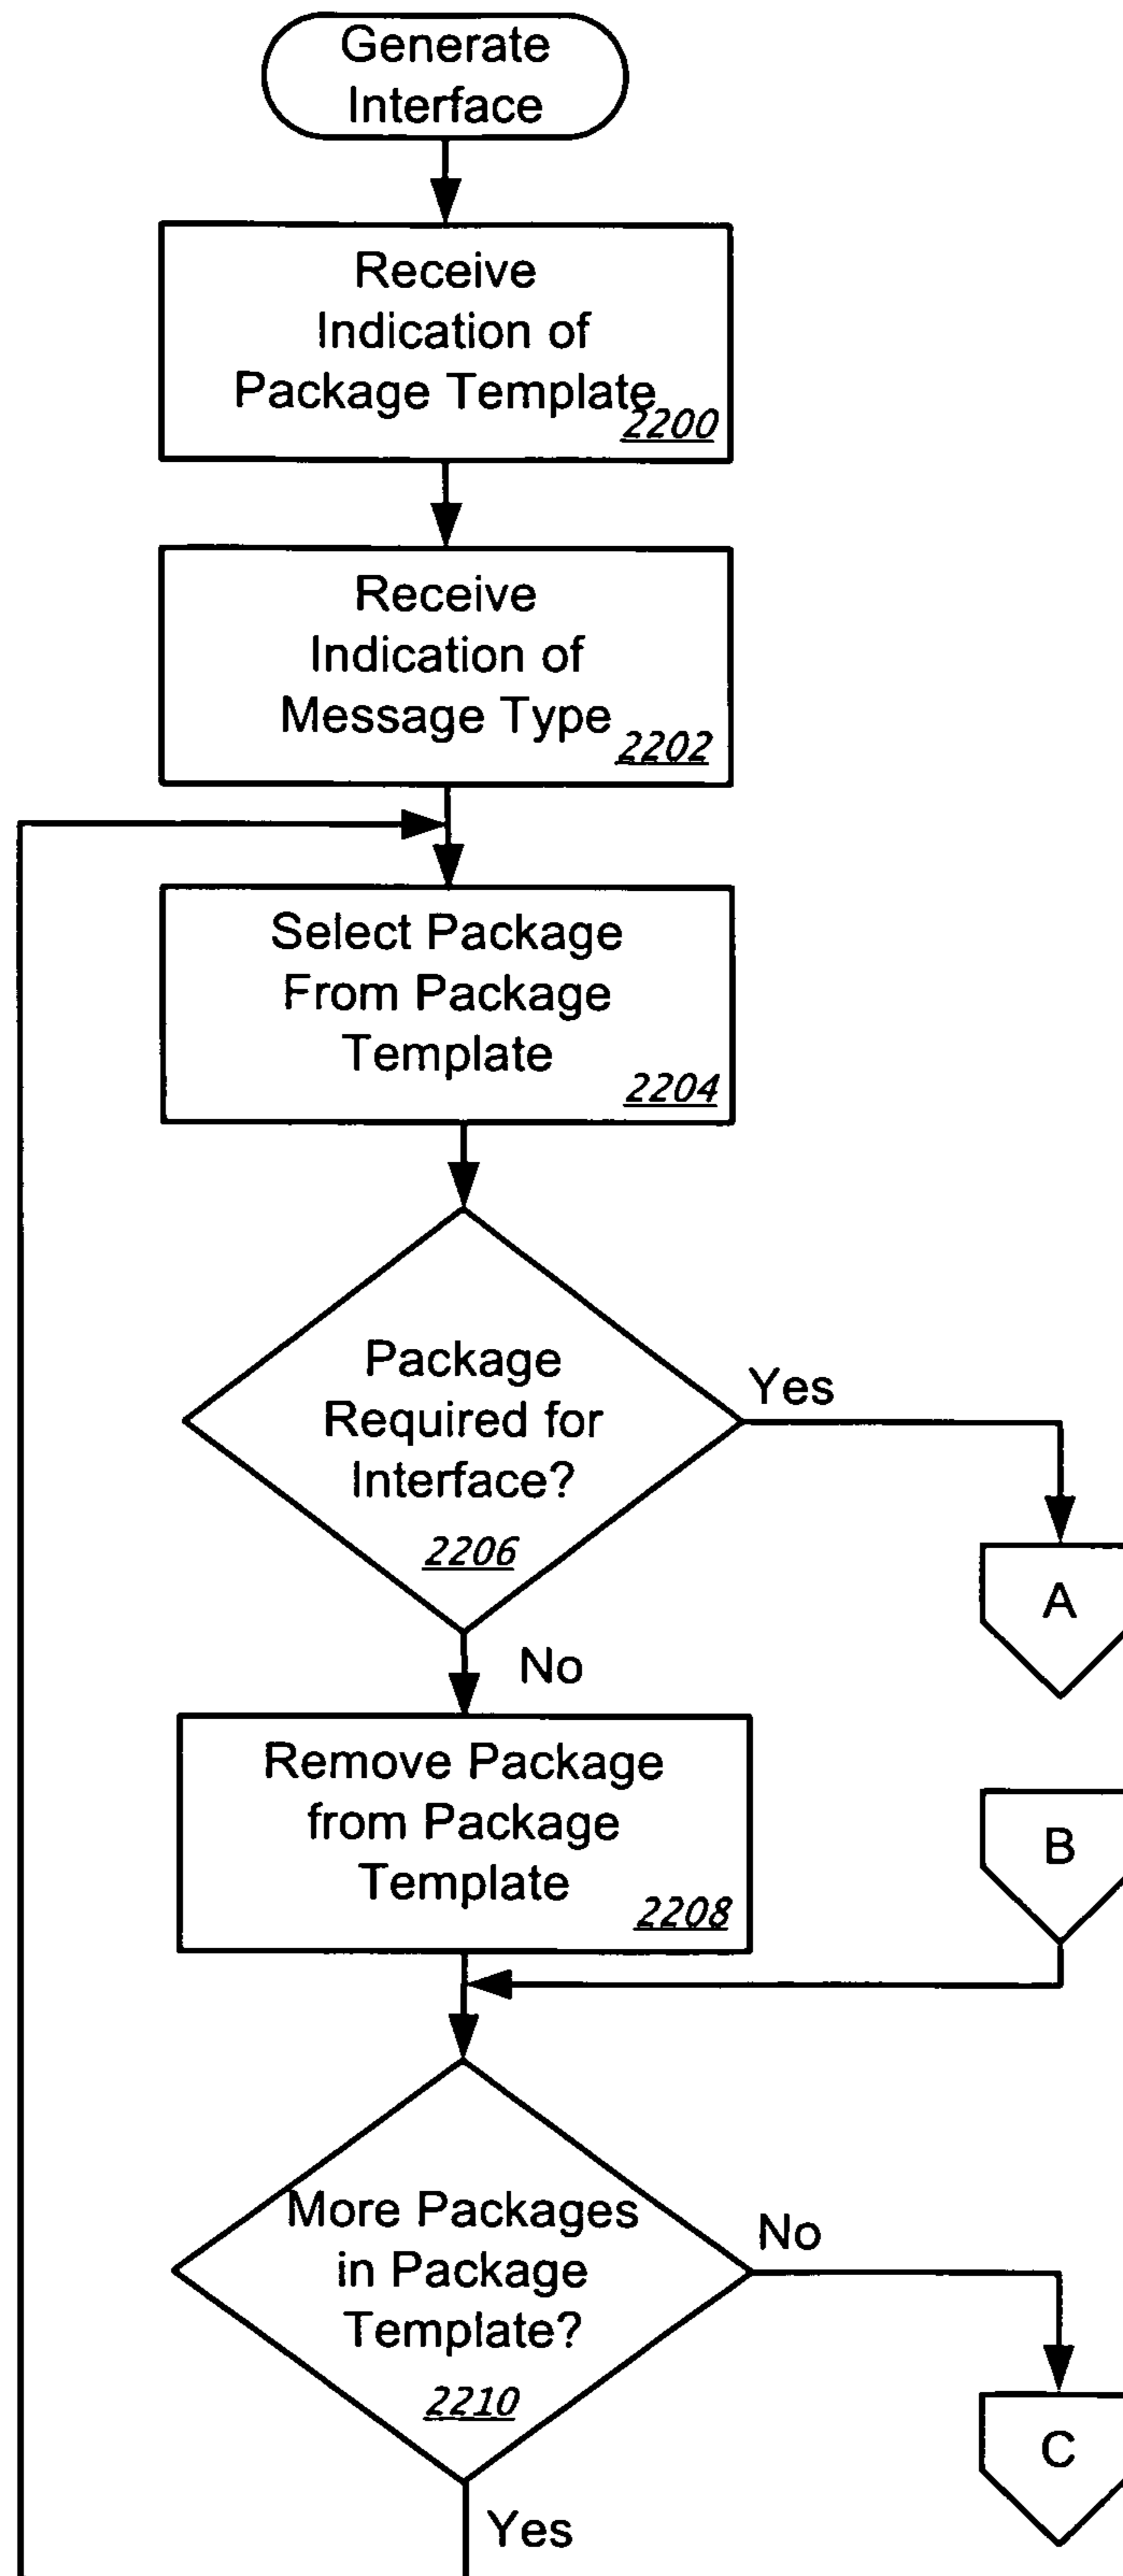 Generate
Interface
Receive
Indication of
Package Template
2200
Receive
Indication of
Message Type
2202
Select Package
From Package
Template
2204
Package
Required for
Interface?
2206
Yes
A
No
Remove Package
from Package
Template
2208
B
More Packages
in Package
Template?
2210
No
C
Yes